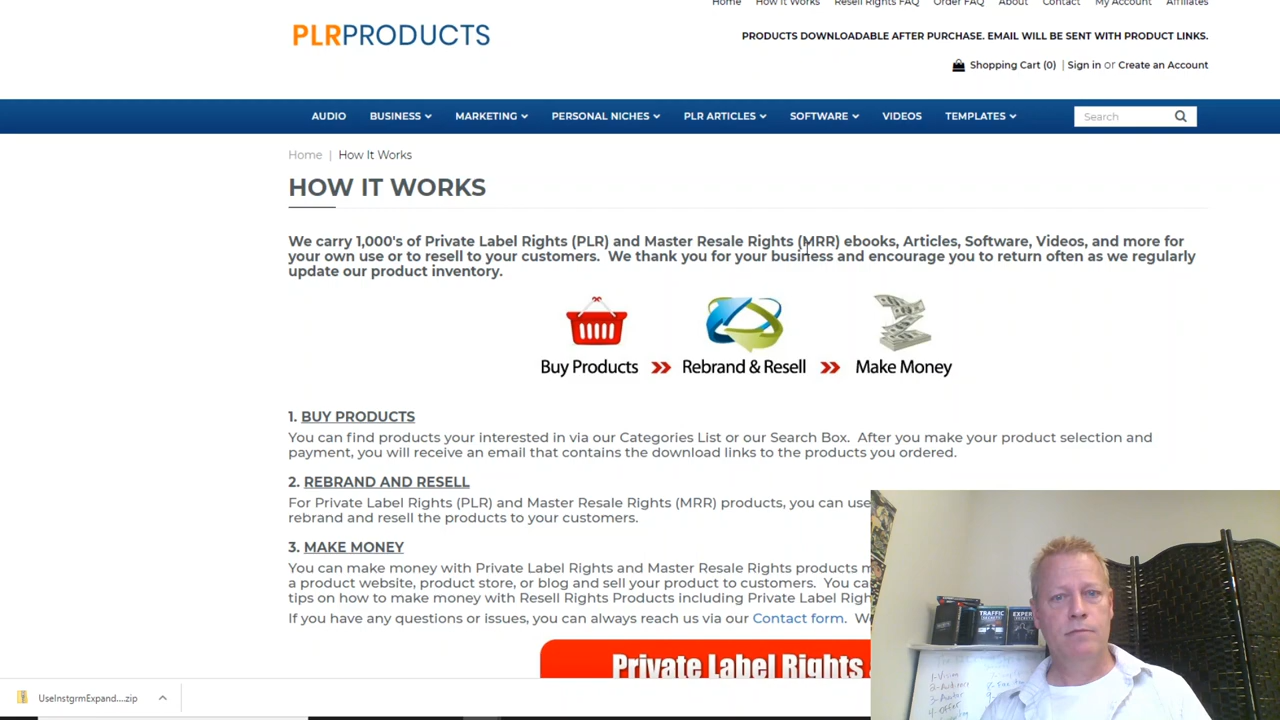 Home How It Works Resell Rights FAQ Order FAQ About Contact My Account Affiliates
PLRPRODUCTS
PRODUCTS DOWNLOADABLE AFTER PURCHASE. EMAIL WILL BE SENT WITH PRODUCT LINKS.
Shopping Cart (0) | Sign in or Create an Account
AUDIO BUSINESS MARKETING PERSONAL NICHES PLR ARTICLES SOFTWARE VIDEOS TEMPLATES Search
Home | How It Works
HOW IT WORKS
We carry 1,000's of Private Label Rights (PLR) and Master Resale Rights (MRR) ebooks, Articles, Software, Videos, and more for
your own use or to resell to your customers. We thank you for your business and encourage you to return often as we regularly
update our product inventory.
Buy Products >> Rebrand & Resell >> Make Money
1. BUY PRODUCTS
You can find products your interested in via our Categories List or our Search Box. After you make your product selection and
payment, you will receive an email that contains the download links to the products you ordered.
2. REBRAND AND RESELL
For Private Label Rights (PLR) and Master Resale Rights (MRR) products, you can use
rebrand and resell the products to your customers.
3. MAKE MONEY
You can make money with Private Label Rights and Master Resale Rights products
a product website, product store, or blog and sell your product to customers. You
tips on how to make money with Resell Rights Products including Private Label
If you have any questions or issues, you can always reach us via our Contact form.
Private Label Rights
TRAFFIC
SECRETS
EXPERT
SECRETS
1-Vision
UseInstgrmExpand....zip